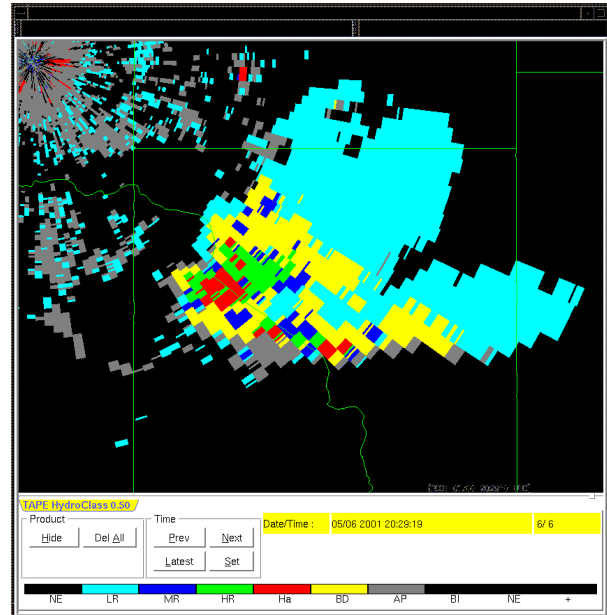 TAPE HydroClass 0.50
Product
Time
Hide Del All Prev Next
Date/Time : 05/06 2001 20:29:19 6/ 6
Latest Set
NE LR MR HR Ha BD AP BI NE +